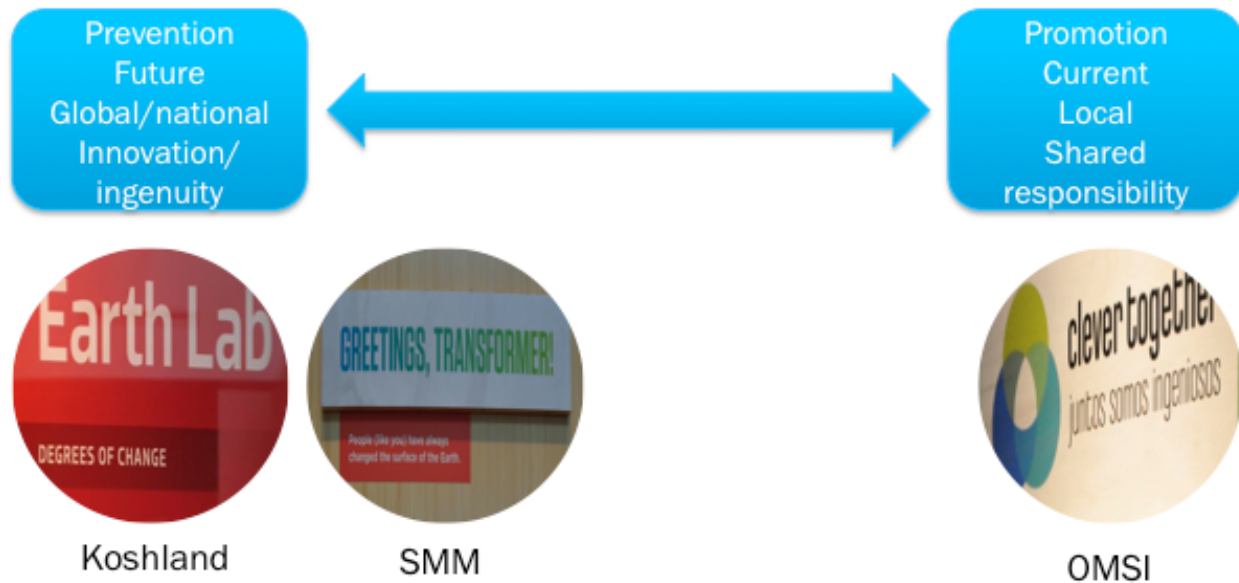 Prevention
Future
Global/national
Innovation/
ingenuity
Promotion
Current
Local
Shared
responsibility
Earth Lab
DEGREES OF CHANGE
GREETINGS, TRANSFORMER!
People (like you) have always
changed the surface of the Earth.
clever together
juntos somos ingeniosos
Koshland
SMM
OMSI